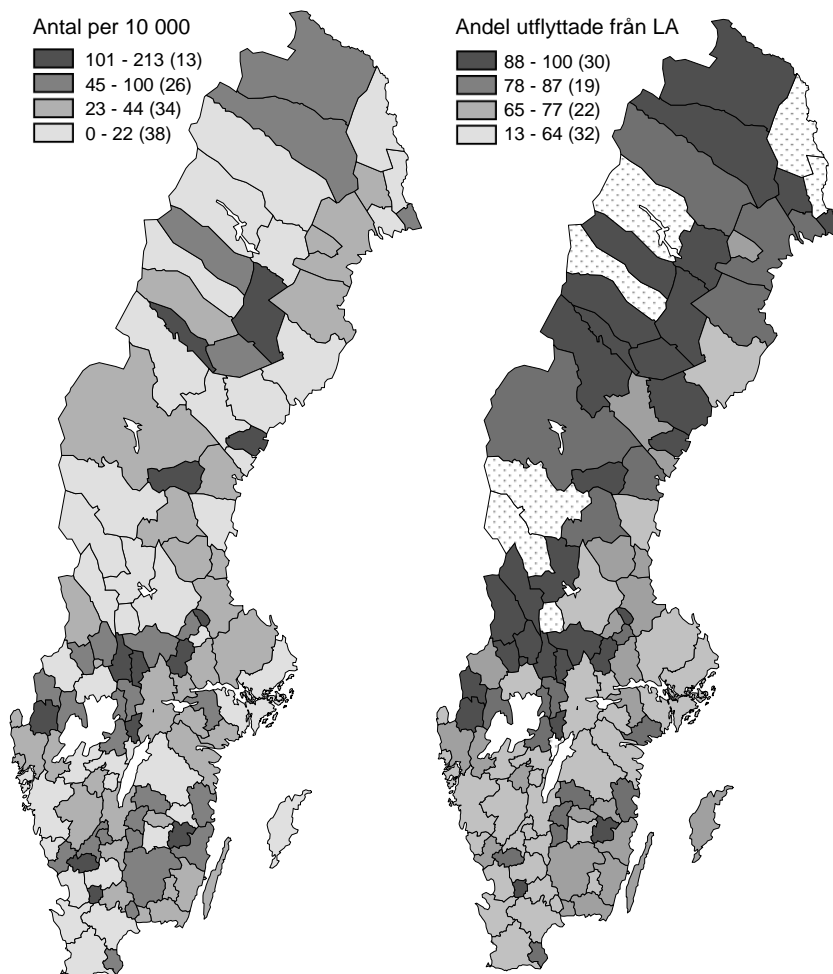 Antal per 10 000
101 - 213 (13)
45 - 100 (26)
23 - 44 (34)
0 - 22 (38)
Andel utflyttade från LA
88 - 100 (30)
78 - 87 (19)
65 - 77 (22)
13 - 64 (32)